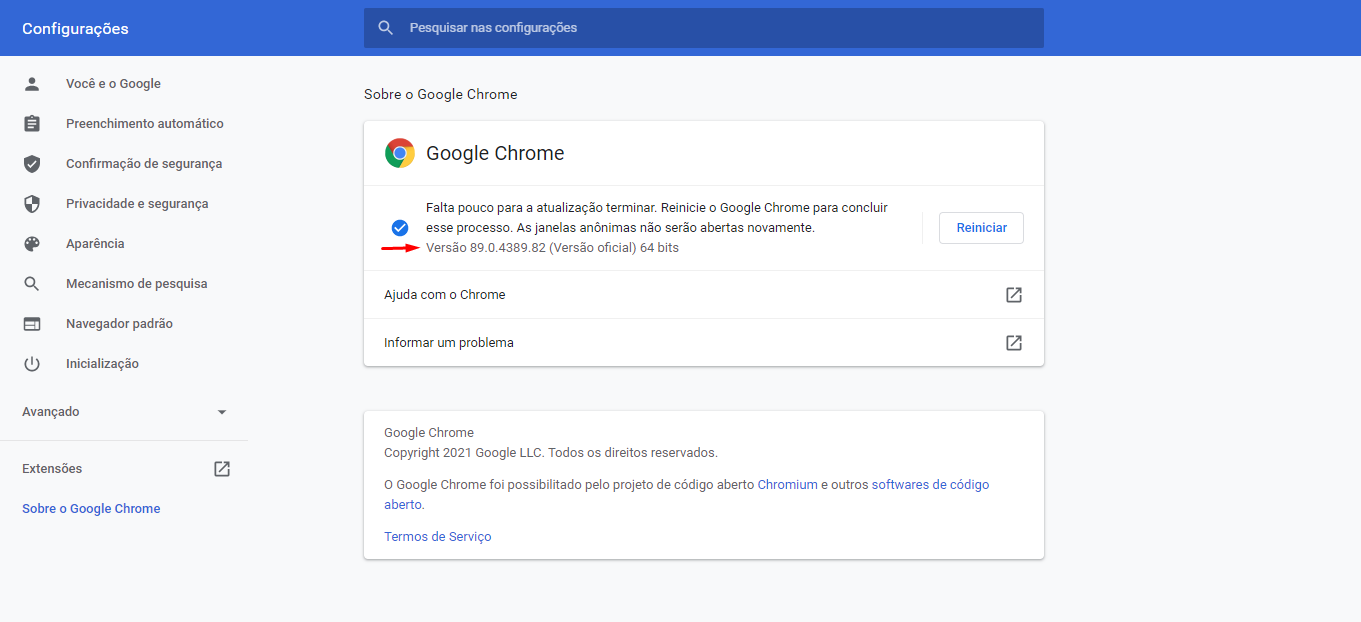 Configurações
Pesquisar nas configurações
Você e o Google
Preenchimento automático
Confirmação de segurança
Privacidade e segurança
Aparência
Mecanismo de pesquisa
Navegador padrão
Inicialização
Avançado
Extensões
Sobre o Google Chrome
Sobre o Google Chrome
Google Chrome
Falta pouco para a atualização terminar. Reinicie o Google Chrome para concluir
esse processo. As janelas anônimas não serão abertas novamente.
Versão 89.0.4389.82 (Versão oficial) 64 bits
Reiniciar
Ajuda com o Chrome
Informar um problema
Google Chrome
Copyright 2021 Google LLC. Todos os direitos reservados.
O Google Chrome foi possibilitado pelo projeto de código aberto Chromium e outros softwares de código
aberto.
Termos de Serviço